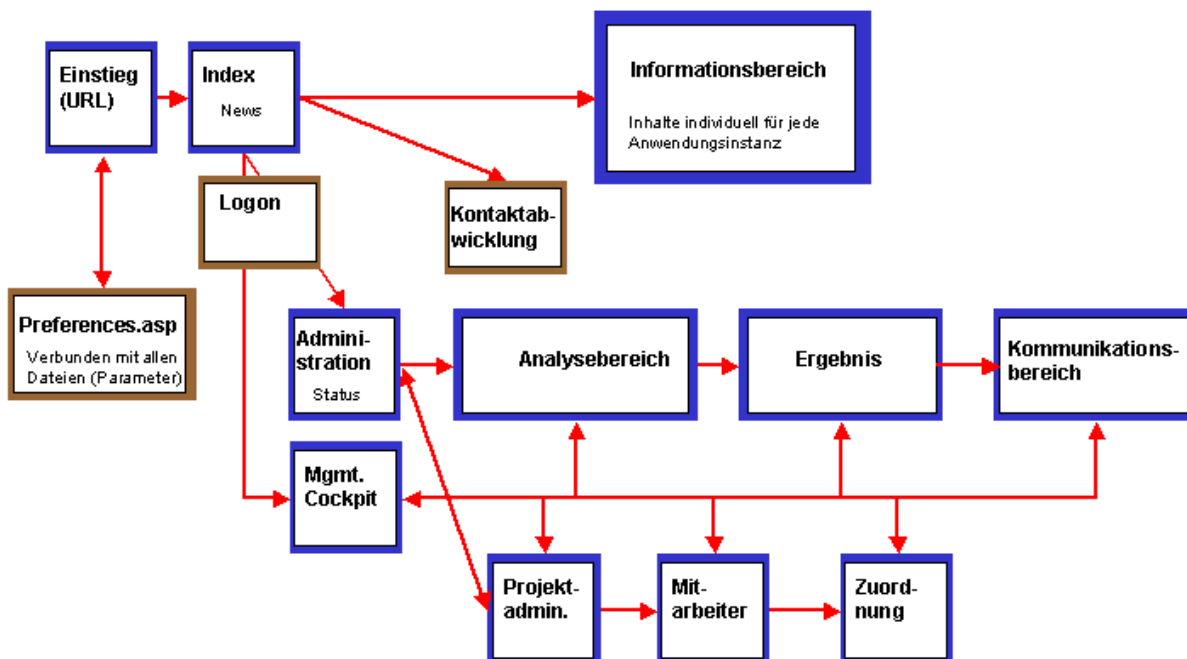 Einstieg
(URL)
Index
News
Informationsbereich
Inhalte individuell für jede
Anwendungsinstanz
Logon
Kontaktab-
wicklung
Preferences.asp
Verbunden mit allen
Dateien (Parameter)
Admini-
stration
Status
Analysebereich
Ergebnis
Kommunikations-
bereich
Mgmt.
Cockpit
Projekt-
admin.
Mit-
arbeiter
Zuord-
nung